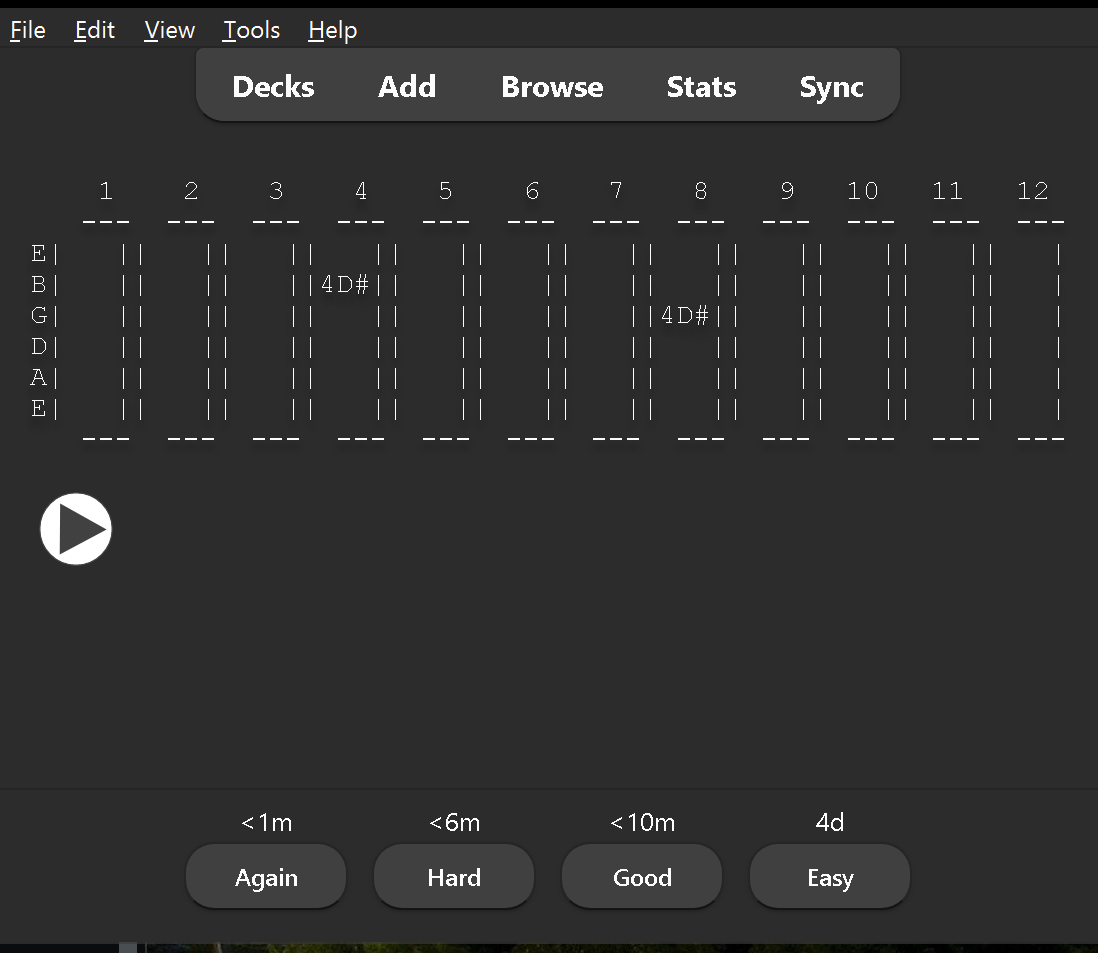 File Edit View Tools Help
Decks Add Browse Stats Sync
1 2 3 4 5 6 7 8 9 10 11 12
--- --- --- --- --- --- --- --- --- --- --- ---
E|    ||   ||   ||   ||   ||   ||   ||   ||   ||   ||   ||   |
B|    ||   ||   ||4D#||   ||   ||   ||   ||   ||   ||   ||   |
G|    ||   ||   ||   ||   ||   ||   ||4D#||   ||   ||   ||   |
D|    ||   ||   ||   ||   ||   ||   ||   ||   ||   ||   ||   |
A|    ||   ||   ||   ||   ||   ||   ||   ||   ||   ||   ||   |
E|    ||   ||   ||   ||   ||   ||   ||   ||   ||   ||   ||   |
--- --- --- --- --- --- --- --- --- --- --- ---
<1m <6m <10m 4d
Again Hard Good Easy